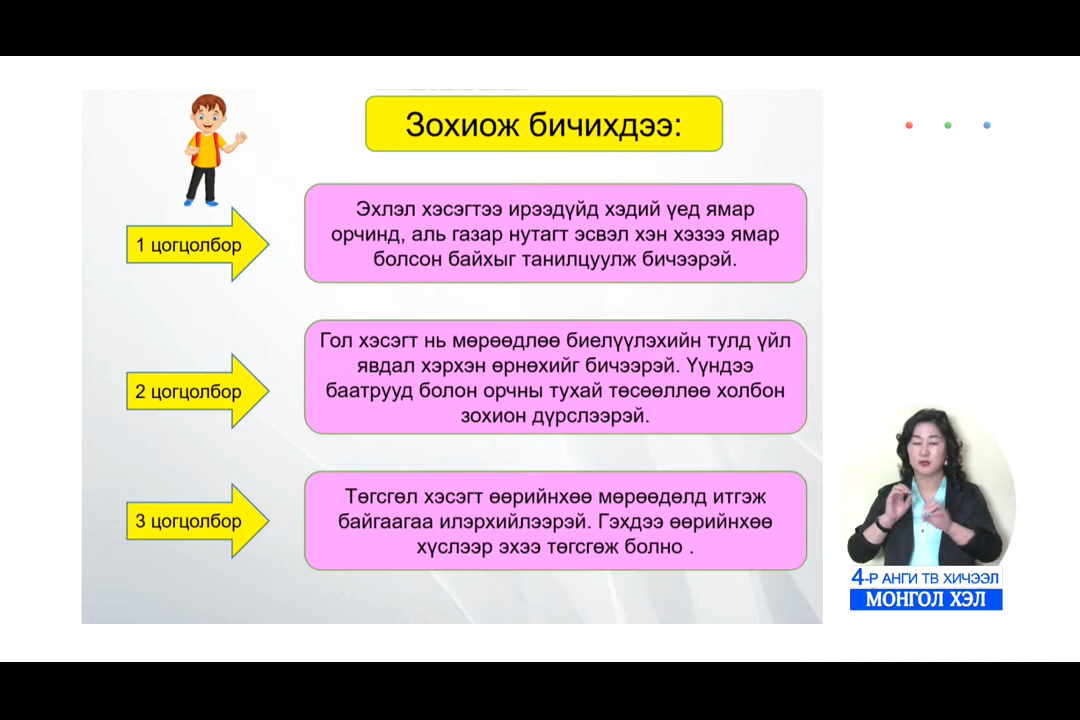 Зохиож бичихдээ:
1 цогцолбор
Эхлэл хэсэгтээ ирээдүйд хэдий үед ямар
орчинд, аль газар нутагт эсвэл хэн хэзээ ямар
болсон байхыг танилцуулж бичээрэй.
2 цогцолбор
Гол хэсэгт нь мөрөөдлөө биелүүлэхийн тулд үйл
явдал хэрхэн өрнөхийг бичээрэй. Үүндээ
баатрууд болон орчны тухай төсөөллөө холбон
зохион дүрслээрэй.
3 цогцолбор
Төгсгөл хэсэгт өөрийнхөө мөрөөдөлд итгэж
байгаагаа илэрхийлээрэй. Гэхдээ өөрийнхөө
хүслээр эхээ төгсгөж болно .
4-Р АНГИ ТВ ХИЧЭЭЛ
МОНГОЛ ХЭЛ